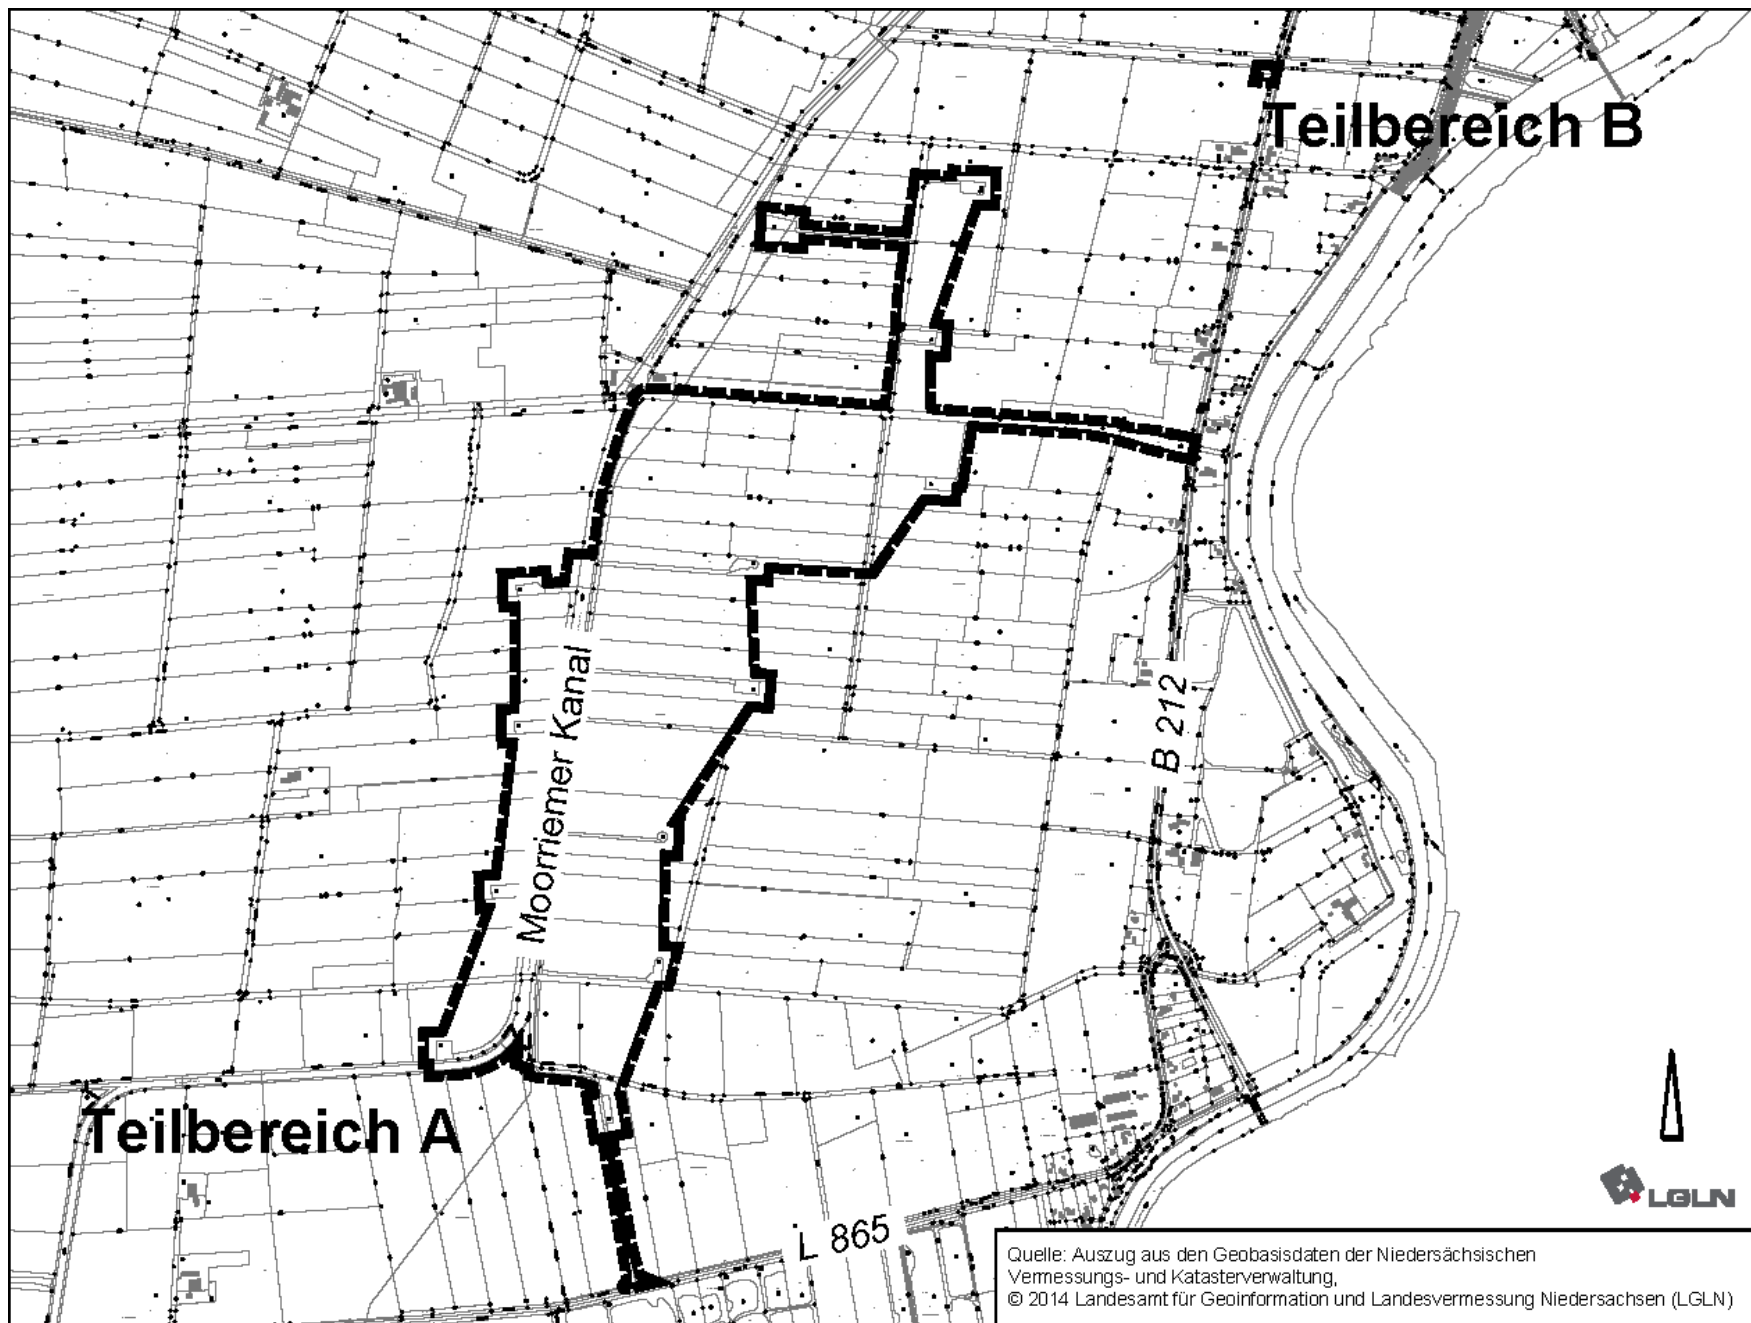 Teilbereich B
Moorriemer Kanal
B 212
Teilbereich A
L 865
LGLN
Quelle: Auszug aus den Geobasisdaten der Niedersächsischen
Vermessungs- und Katasterverwaltung,
© 2014 Landesamt für Geoinformation und Landesvermessung Niedersachsen (LGLN)